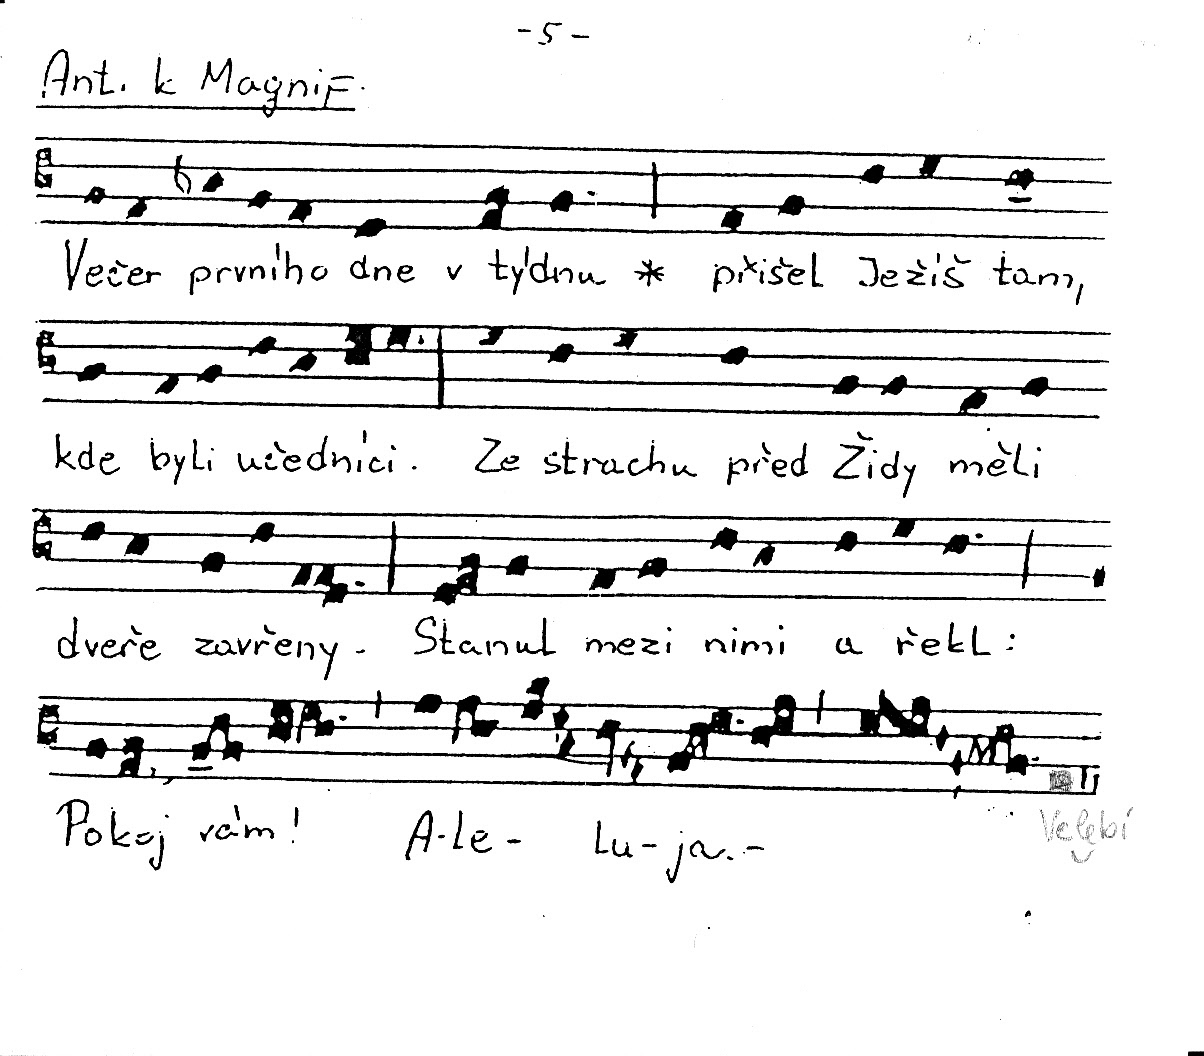 - 5 -
Ant. k Magnif.
Večer prvního dne v týdnu * přišel Ježíš tam,
kde byli učedníci. Ze strachu před Židy měli
dveře zavřeny. Stanul mezi nimi a řekl:
Pokoj vám! A-le- lu-ja.-
Velebí